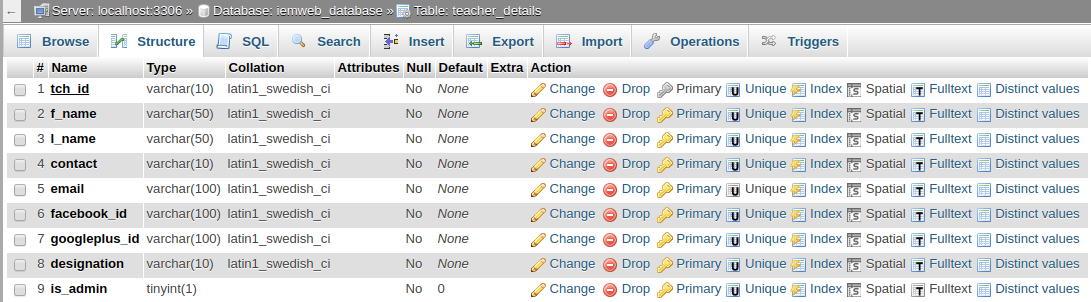 ← Server: localhost:3306 » Database: iemweb_database » Table: teacher_details
Browse Structure SQL Search Insert Export Import Operations Triggers
# Name Type Collation Attributes Null Default Extra Action
1 tch_id varchar(10) latin1_swedish_ci No None Change Drop Primary Unique Index Spatial Fulltext Distinct values
2 f_name varchar(50) latin1_swedish_ci No None Change Drop Primary Unique Index Spatial Fulltext Distinct values
3 l_name varchar(50) latin1_swedish_ci No None Change Drop Primary Unique Index Spatial Fulltext Distinct values
4 contact varchar(10) latin1_swedish_ci No None Change Drop Primary Unique Index Spatial Fulltext Distinct values
5 email varchar(100) latin1_swedish_ci No None Change Drop Primary Unique Index Spatial Fulltext Distinct values
6 facebook_id varchar(100) latin1_swedish_ci No None Change Drop Primary Unique Index Spatial Fulltext Distinct values
7 googleplus_id varchar(100) latin1_swedish_ci No None Change Drop Primary Unique Index Spatial Fulltext Distinct values
8 designation varchar(10) latin1_swedish_ci No None Change Drop Primary Unique Index Spatial Fulltext Distinct values
9 is_admin tinyint(1) No 0 Change Drop Primary Unique Index Spatial Fulltext Distinct values